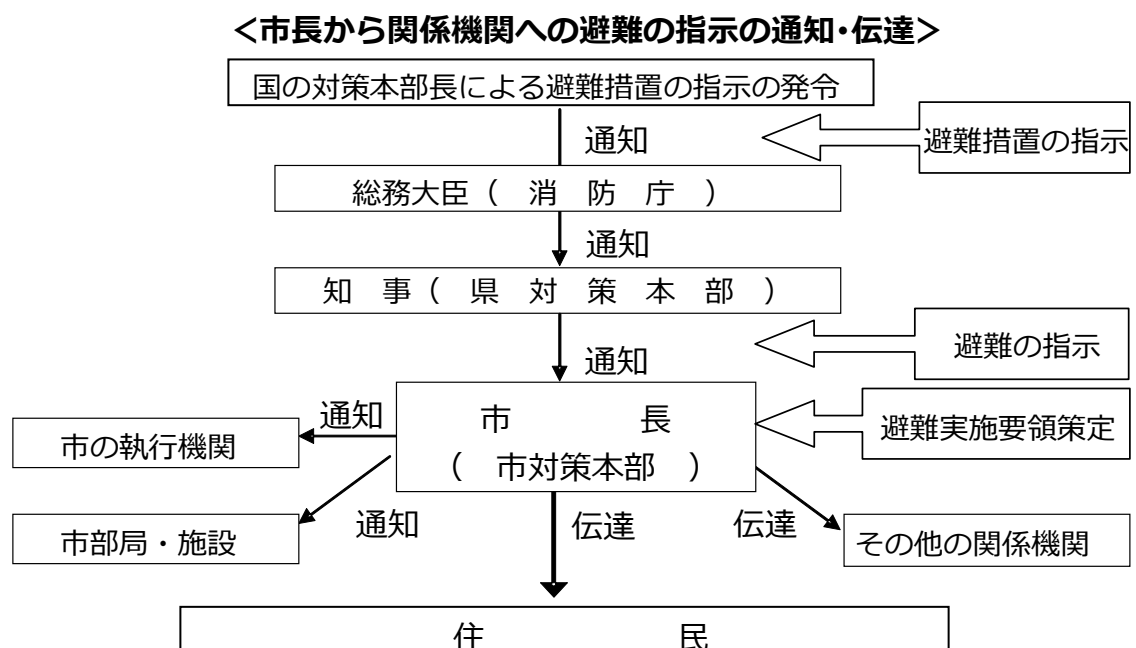 ＜市長から関係機関への避難の指示の通知･伝達＞
国の対策本部長による避難措置の指示の発令
通知
避難措置の指示
総務大臣（　消　防　庁　）
通知
知　事（　県　対　策　本　部　）
避難の指示
通知
市　　　　長
（　市対策本部　）
避難実施要領策定
通知
市の執行機関
通知
市部局・施設
伝達
伝達
その他の関係機関
住　　　　　　　民